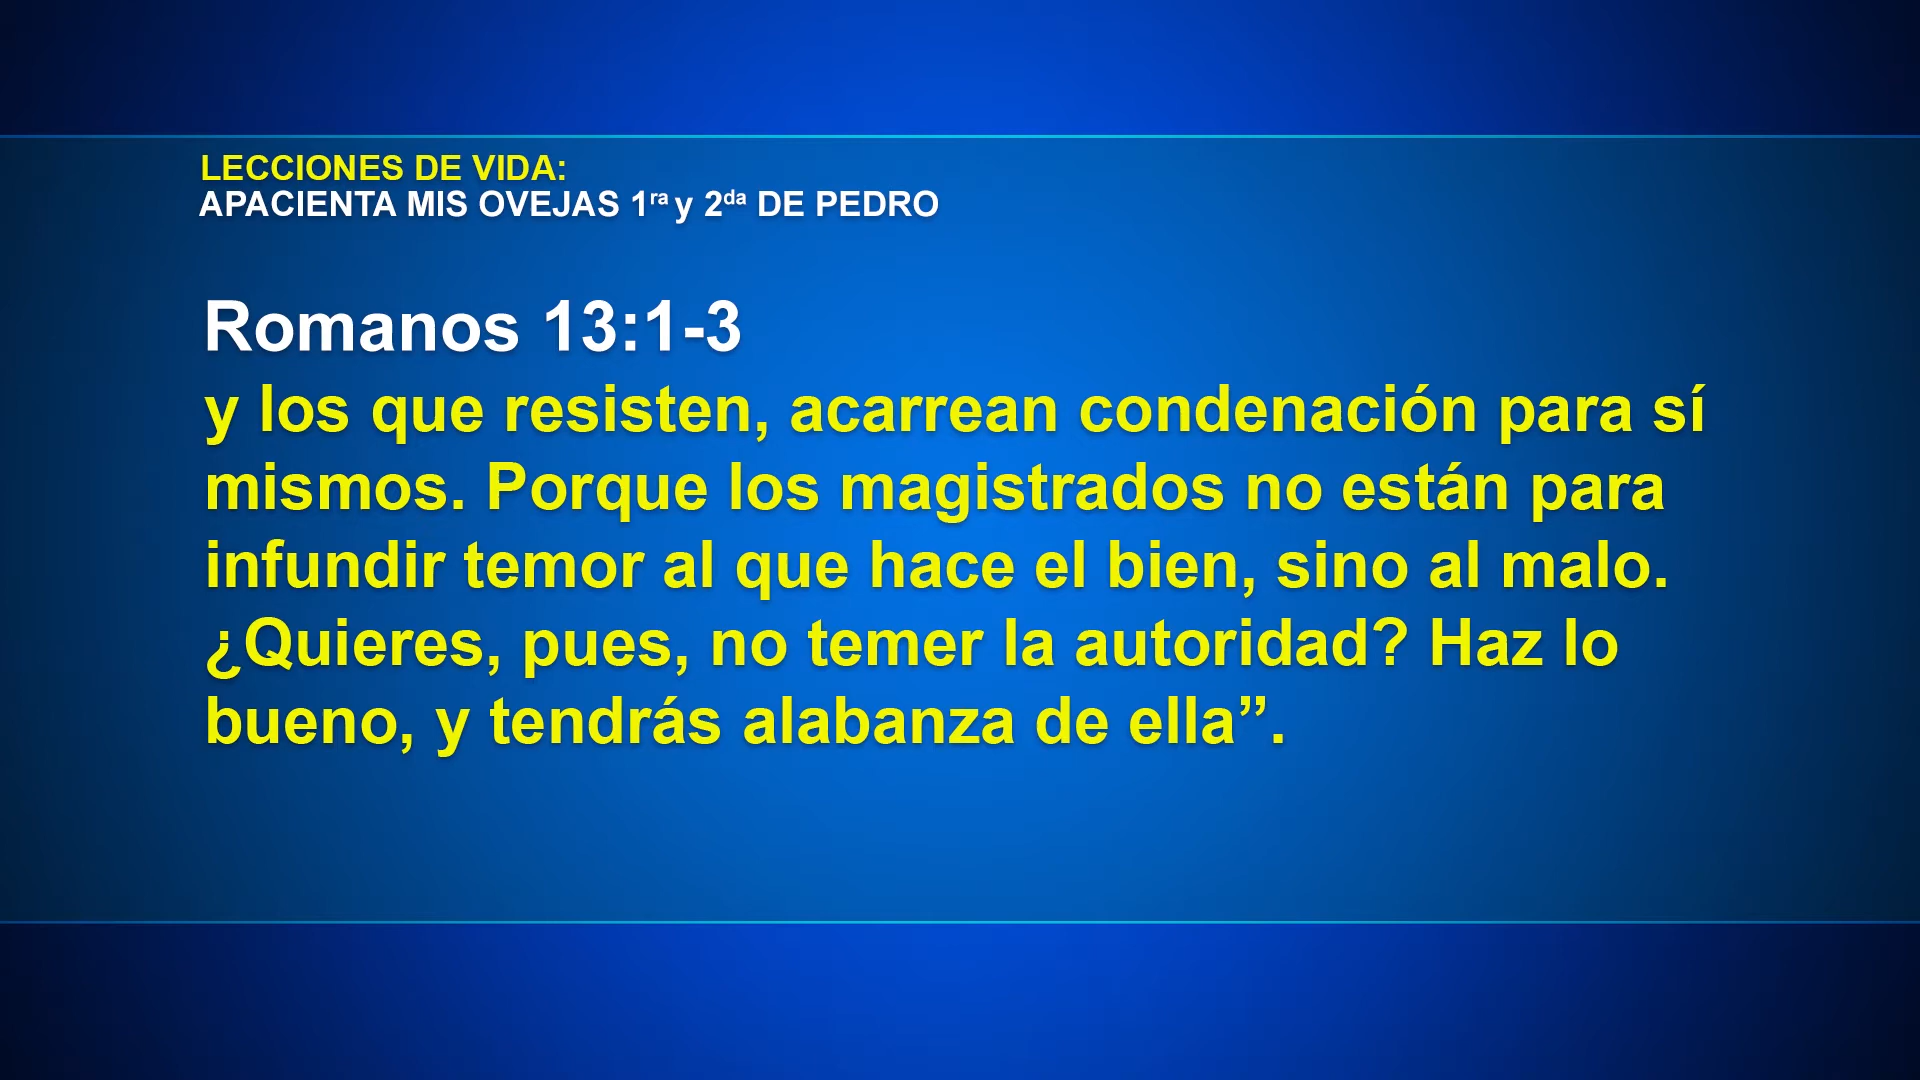 LECCIONES DE VIDA:
APACIENTA MIS OVEJAS 1ra y 2da DE PEDRO
Romanos 13:1-3
y los que resisten, acarrean condenación para sí
mismos. Porque los magistrados no están para
infundir temor al que hace el bien, sino al malo.
¿Quieres, pues, no temer la autoridad? Haz lo
bueno, y tendrás alabanza de ella”.